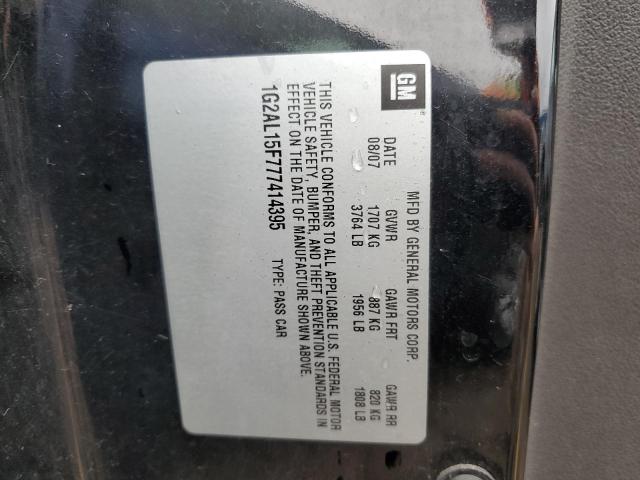 GM
MFD BY GENERAL MOTORS CORP.
DATE GVWR GAWR FRT GAWR RR
08/07 1707 KG 887 KG 820 KG
3764 LB 1956 LB 1808 LB
THIS VEHICLE CONFORMS TO ALL APPLICABLE U.S. FEDERAL MOTOR
VEHICLE SAFETY, BUMPER, AND THEFT PREVENTION STANDARDS IN
EFFECT ON THE DATE OF MANUFACTURE SHOWN ABOVE.
1G2AL15F777414395 TYPE: PASS CAR